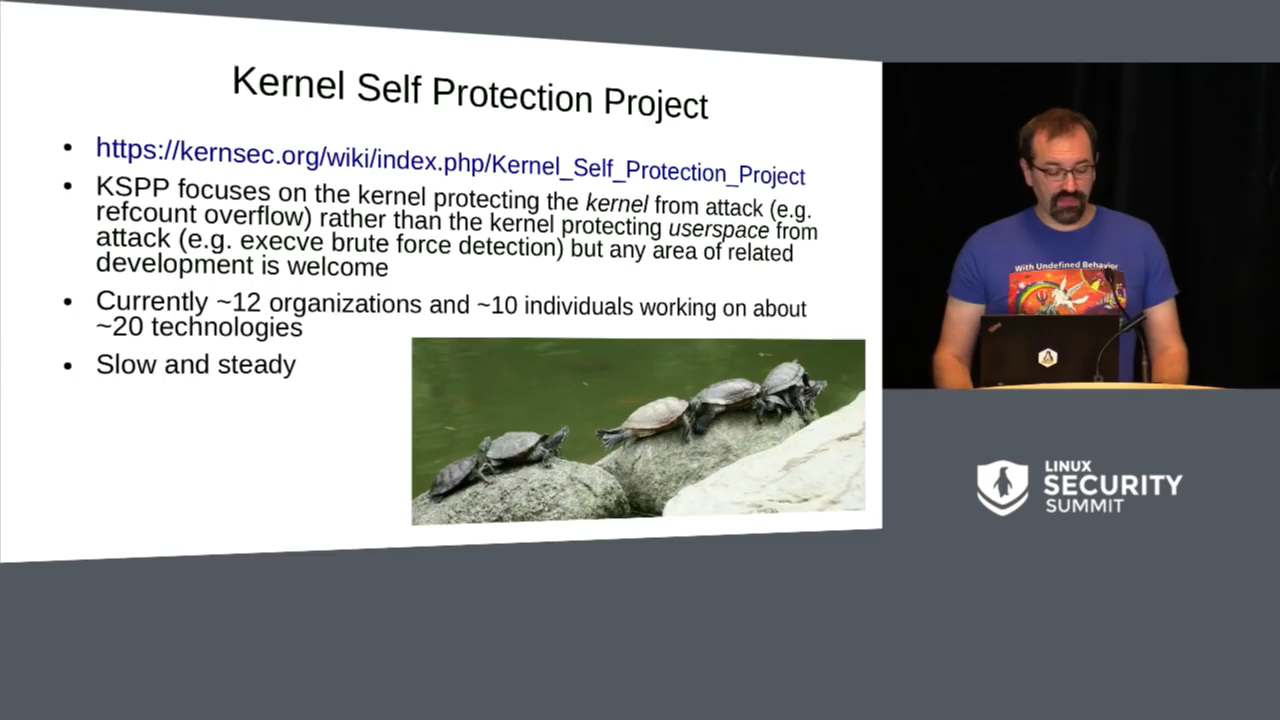 Kernel Self Protection Project
• https://kernsec.org/wiki/index.php/Kernel_Self_Protection_Project
• KSPP focuses on the kernel protecting the kernel from attack (e.g.
refcount overflow) rather than the kernel protecting userspace from
attack (e.g. execve brute force detection) but any area of related
development is welcome
• Currently ~12 organizations and ~10 individuals working on about
~20 technologies
• Slow and steady
With Undefined Behavior
LINUX
SECURITY
SUMMIT